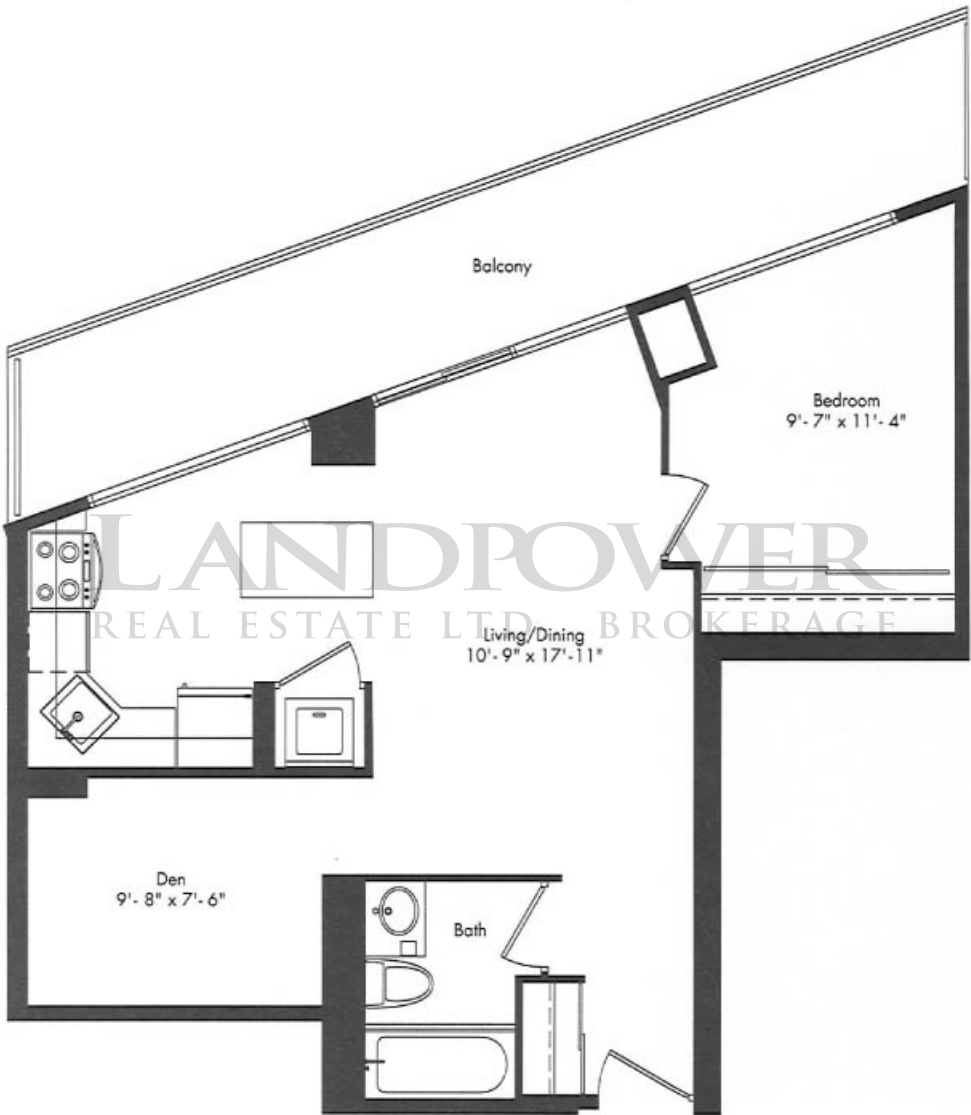 Balcony
Bedroom
9'- 7" x 11'- 4"
LANDPOWER
REAL ESTATE LTD. BROKERAGE
Living/Dining
10'- 9" x 17'-11"
Den
9'- 8" x 7'- 6"
Bath